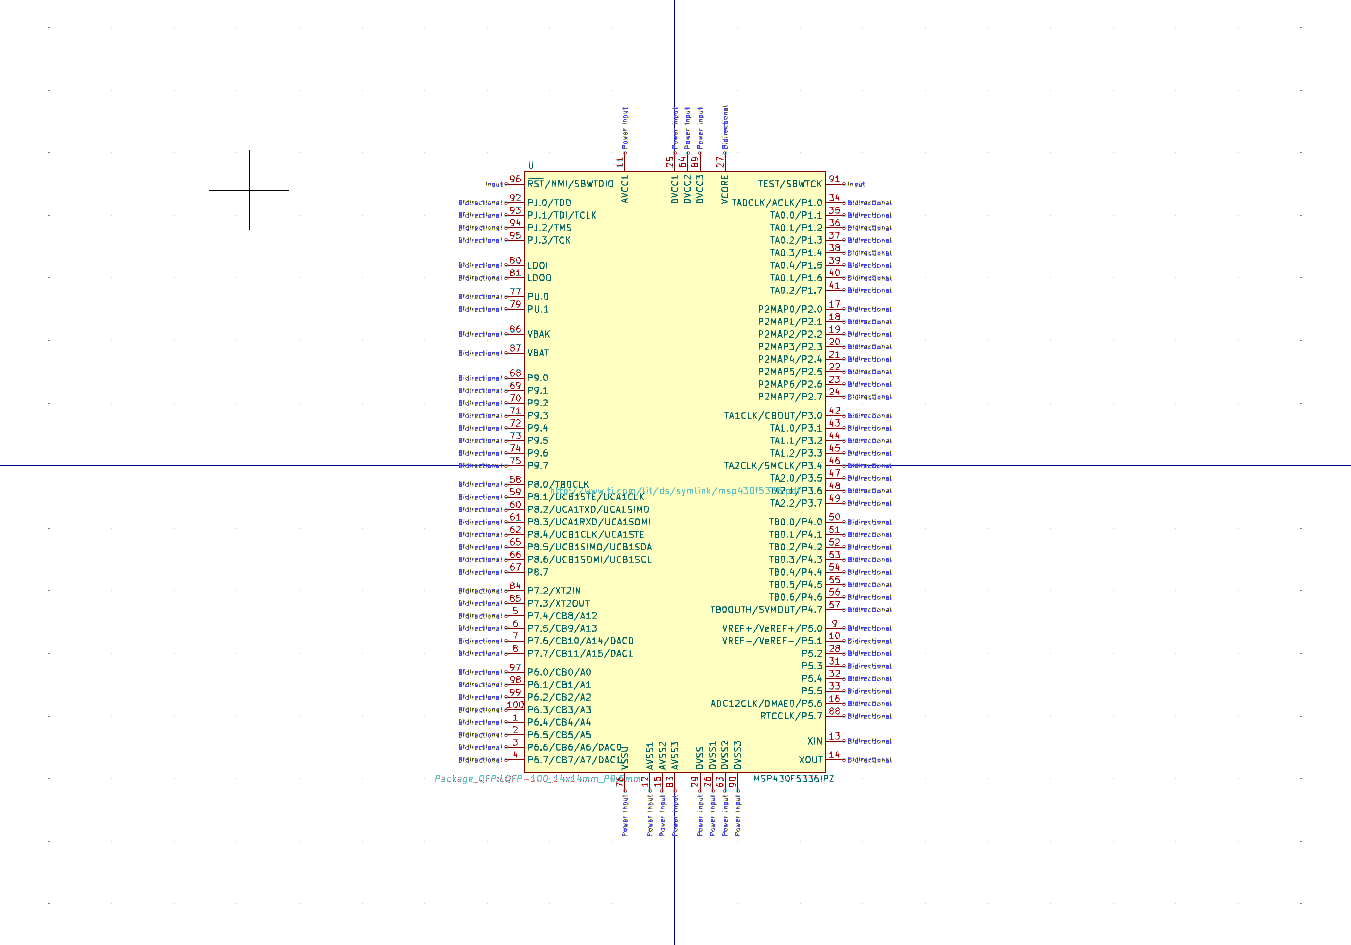 Power Input
Power Input
Power Input
Power Input
Bidirectional
11
25
64
89
27
AVCC1
DVCC1
DVCC2
DVCC3
VCORE
U
Input 96 RST/NMI/SBWTDIO
Bidirectional 92 PJ.0/TDO
Bidirectional 93 PJ.1/TDI/TCLK
Bidirectional 94 PJ.2/TMS
Bidirectional 95 PJ.3/TCK
Bidirectional 80 LDOI
Bidirectional 81 LDOO
Bidirectional 77 PU.0
Bidirectional 79 PU.1
Bidirectional 86 VBAK
Bidirectional 87 VBAT
Bidirectional 68 P9.0
Bidirectional 69 P9.1
Bidirectional 70 P9.2
Bidirectional 71 P9.3
Bidirectional 72 P9.4
Bidirectional 73 P9.5
Bidirectional 74 P9.6
Bidirectional 75 P9.7
Bidirectional 58 P8.0/TB0CLK
Bidirectional 59 P8.1/UCB1STE/UCA1CLK
Bidirectional 60 P8.2/UCA1TXD/UCA1SIMO
Bidirectional 61 P8.3/UCA1RXD/UCA1SOMI
Bidirectional 62 P8.4/UCB1CLK/UCA1STE
Bidirectional 65 P8.5/UCB1SIMO/UCB1SDA
Bidirectional 66 P8.6/UCB1SOMI/UCB1SCL
Bidirectional 67 P8.7
Bidirectional 84 P7.2/XT2IN
Bidirectional 85 P7.3/XT2OUT
Bidirectional 5 P7.4/CB8/A12
Bidirectional 6 P7.5/CB9/A13
Bidirectional 7 P7.6/CB10/A14/DAC0
Bidirectional 8 P7.7/CB11/A15/DAC1
Bidirectional 97 P6.0/CB0/A0
Bidirectional 98 P6.1/CB1/A1
Bidirectional 99 P6.2/CB2/A2
Bidirectional 100 P6.3/CB3/A3
Bidirectional 1 P6.4/CB4/A4
Bidirectional 2 P6.5/CB5/A5
Bidirectional 3 P6.6/CB6/A6/DAC0
Bidirectional 4 P6.7/CB7/A7/DAC1
TEST/SBWTCK 91 Input
TA0CLK/ACLK/P1.0 34 Bidirectional
TA0.0/P1.1 35 Bidirectional
TA0.1/P1.2 36 Bidirectional
TA0.2/P1.3 37 Bidirectional
TA0.3/P1.4 38 Bidirectional
TA0.4/P1.5 39 Bidirectional
TA0.1/P1.6 40 Bidirectional
TA0.2/P1.7 41 Bidirectional
P2MAP0/P2.0 17 Bidirectional
P2MAP1/P2.1 18 Bidirectional
P2MAP2/P2.2 19 Bidirectional
P2MAP3/P2.3 20 Bidirectional
P2MAP4/P2.4 21 Bidirectional
P2MAP5/P2.5 22 Bidirectional
P2MAP6/P2.6 23 Bidirectional
P2MAP7/P2.7 24 Bidirectional
TA1CLK/CBOUT/P3.0 42 Bidirectional
TA1.0/P3.1 43 Bidirectional
TA1.1/P3.2 44 Bidirectional
TA1.2/P3.3 45 Bidirectional
TA2CLK/SMCLK/P3.4 46 Bidirectional
TA2.0/P3.5 47 Bidirectional
TA2.1/P3.6 48 Bidirectional
TA2.2/P3.7 49 Bidirectional
http://www.ti.com/lit/ds/symlink/msp430f5336.pdf
TB0.0/P4.0 50 Bidirectional
TB0.1/P4.1 51 Bidirectional
TB0.2/P4.2 52 Bidirectional
TB0.3/P4.3 53 Bidirectional
TB0.4/P4.4 54 Bidirectional
TB0.5/P4.5 55 Bidirectional
TB0.6/P4.6 56 Bidirectional
TB0OUTH/SVMOUT/P4.7 57 Bidirectional
VREF+/VeREF+/P5.0 9 Bidirectional
VREF-/VeREF-/P5.1 10 Bidirectional
P5.2 28 Bidirectional
P5.3 31 Bidirectional
P5.4 32 Bidirectional
P5.5 33 Bidirectional
ADC12CLK/DMAE0/P5.6 16 Bidirectional
RTCCLK/P5.7 88 Bidirectional
XIN 13 Bidirectional
XOUT 14 Bidirectional
VSSU
AVSS1
AVSS2
AVSS3
DVSS
DVSS1
DVSS2
DVSS3
Package_QFP:LQFP-100_14x14mm_P0.5mm
MSP430F5336IPZ
76
12
15
83
29
26
63
90
Power Input
Power Input
Power Input
Power Input
Power Input
Power Input
Power Input
Power Input